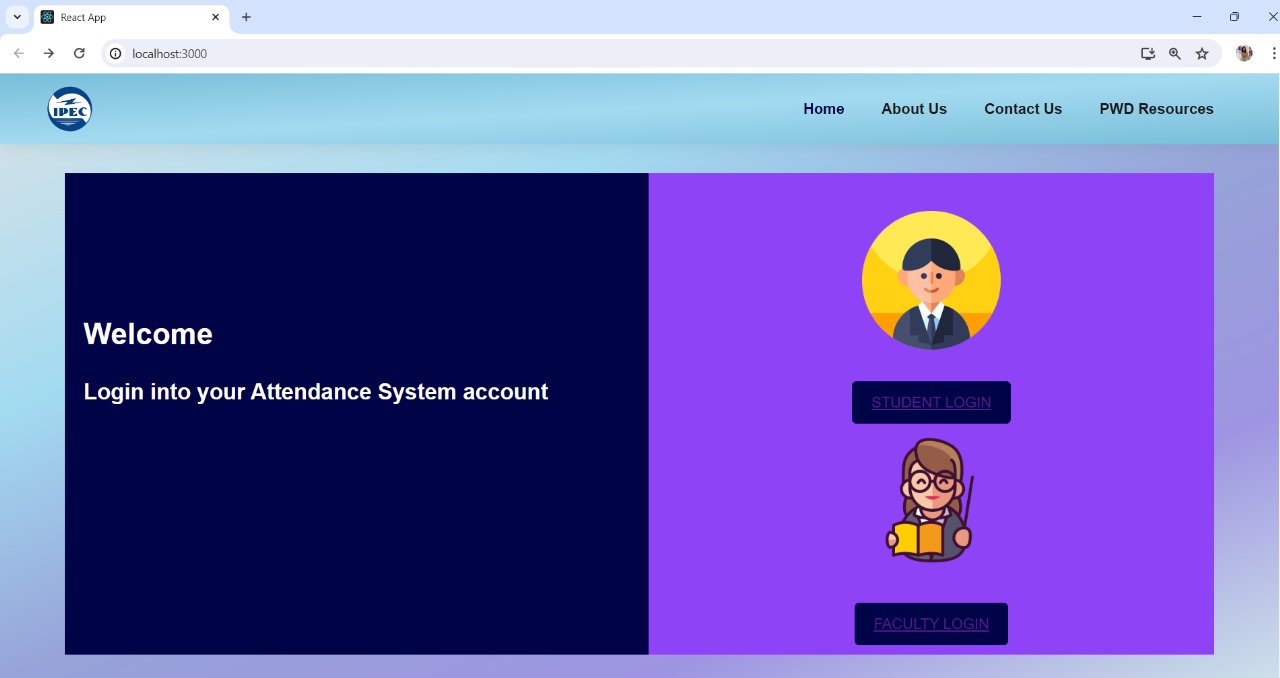 React App
localhost:3000
IPEC
Home About Us Contact Us PWD Resources
Welcome
Login into your Attendance System account
STUDENT LOGIN
FACULTY LOGIN